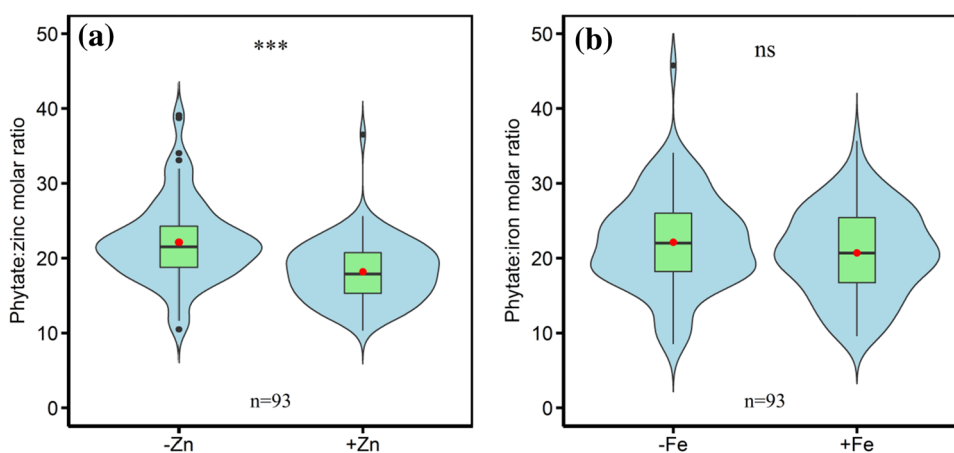 (a)
***
Phytate:zinc molar ratio
50
40
30
20
10
0
n=93
-Zn
+Zn
(b)
ns
Phytate:iron molar ratio
50
40
30
20
10
0
n=93
-Fe
+Fe